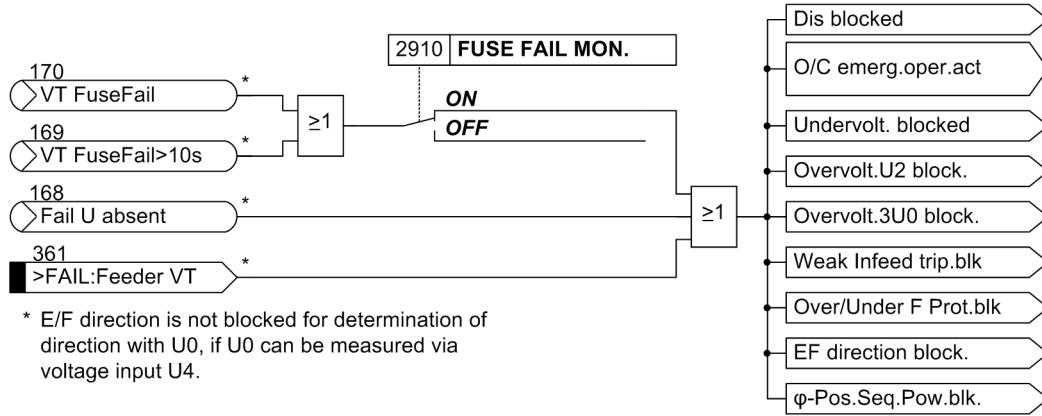 2910 FUSE FAIL MON.
170
*
VT FuseFail
ON
OFF
≥1
169
*
VT FuseFail>10s
168
*
Fail U absent
≥1
361
*
>FAIL:Feeder VT
* E/F direction is not blocked for determination of
direction with U0, if U0 can be measured via
voltage input U4.
Dis blocked
O/C emerg.oper.act
Undervolt. blocked
Overvolt.U2 block.
Overvolt.3U0 block.
Weak Infeed trip.blk
Over/Under F Prot.blk
EF direction block.
φ-Pos.Seq.Pow.blk.